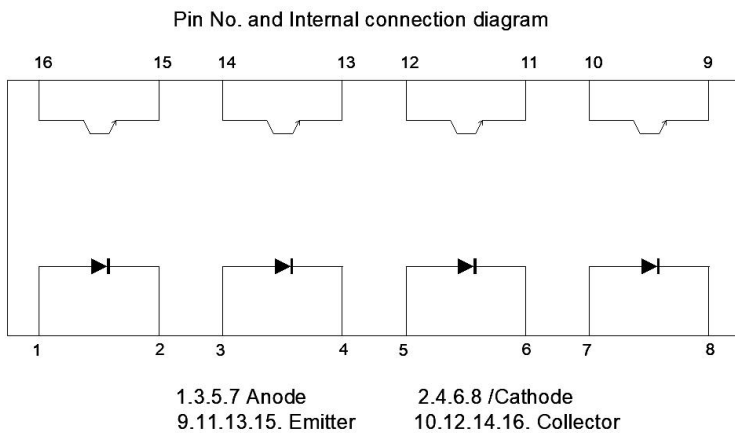 Pin No. and Internal connection diagram
16 15 14 13 12 11 10 9
1 2 3 4 5 6 7 8
1.3.5.7 Anode 2.4.6.8 /Cathode
9.11.13.15. Emitter 10.12.14.16. Collector